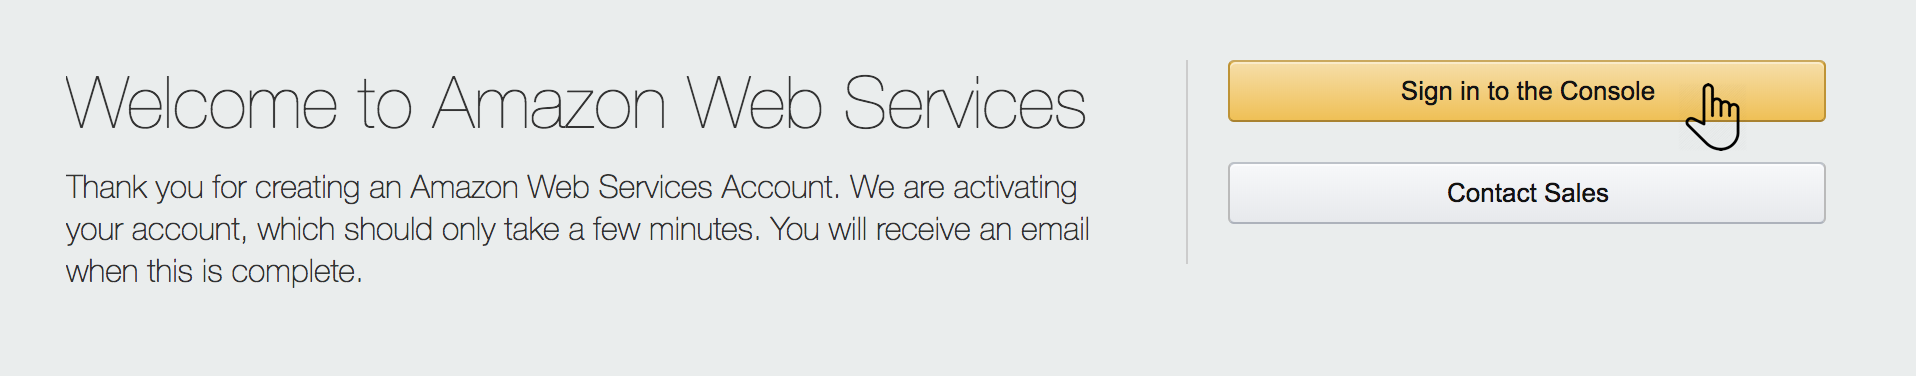 Welcome to Amazon Web Services
Thank you for creating an Amazon Web Services Account. We are activating
your account, which should only take a few minutes. You will receive an email
when this is complete.
Sign in to the Console
Contact Sales